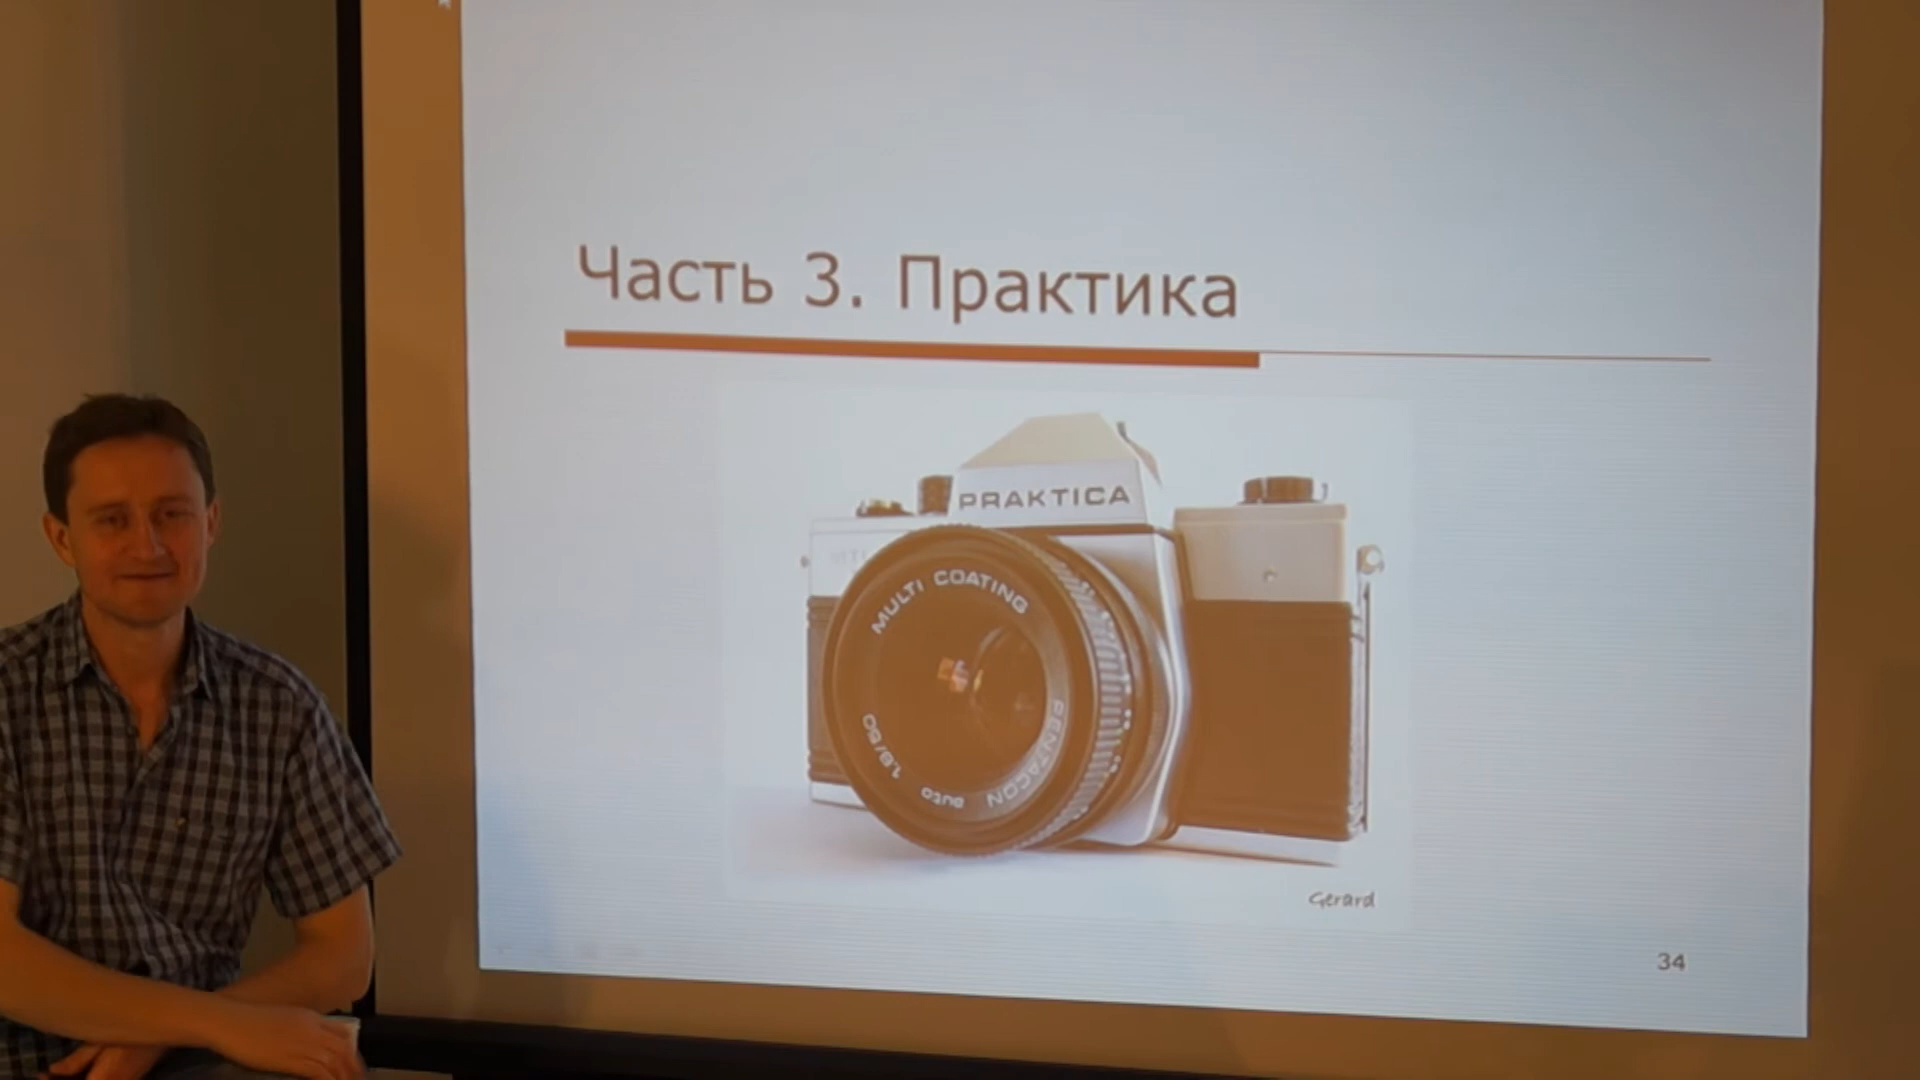 Часть 3. Практика
PRAKTICA
MULTI COATING
PENTACON auto 1.8/50
Gerard
34